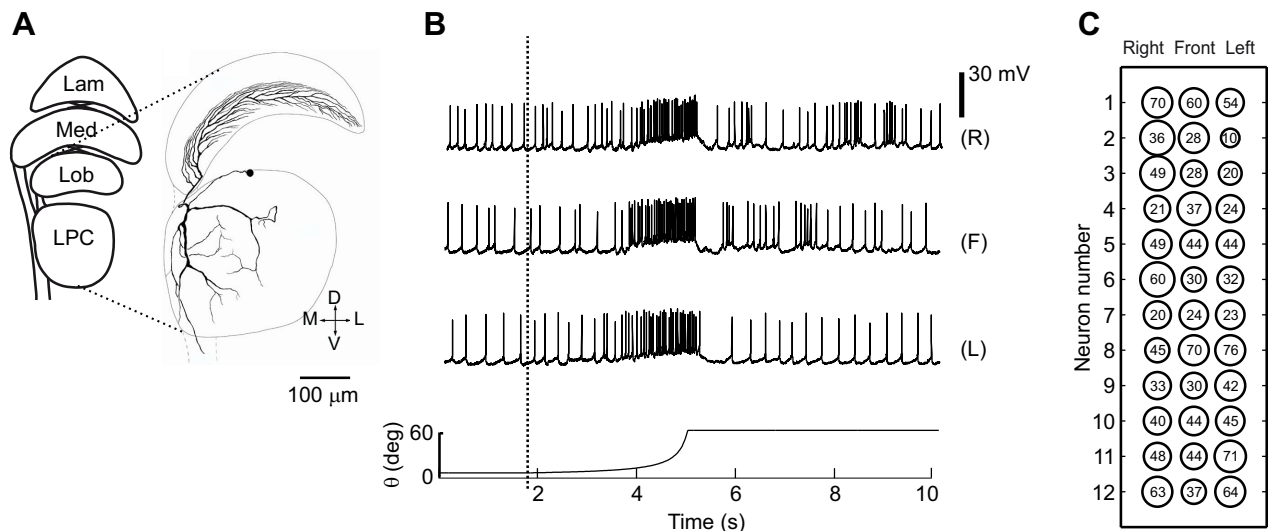 A
Lam
Med
Lob
LPC
D
M L
V
100 μm
B
30 mV
(R)
(F)
(L)
θ (deg)
60
0
2 4 6 8 10
Time (s)
C
Right Front Left
Neuron number
1 70 60 54
2 36 28 10
3 49 28 20
4 21 37 24
5 49 44 44
6 60 30 32
7 20 24 23
8 45 70 76
9 33 30 42
10 40 44 45
11 48 44 71
12 63 37 64